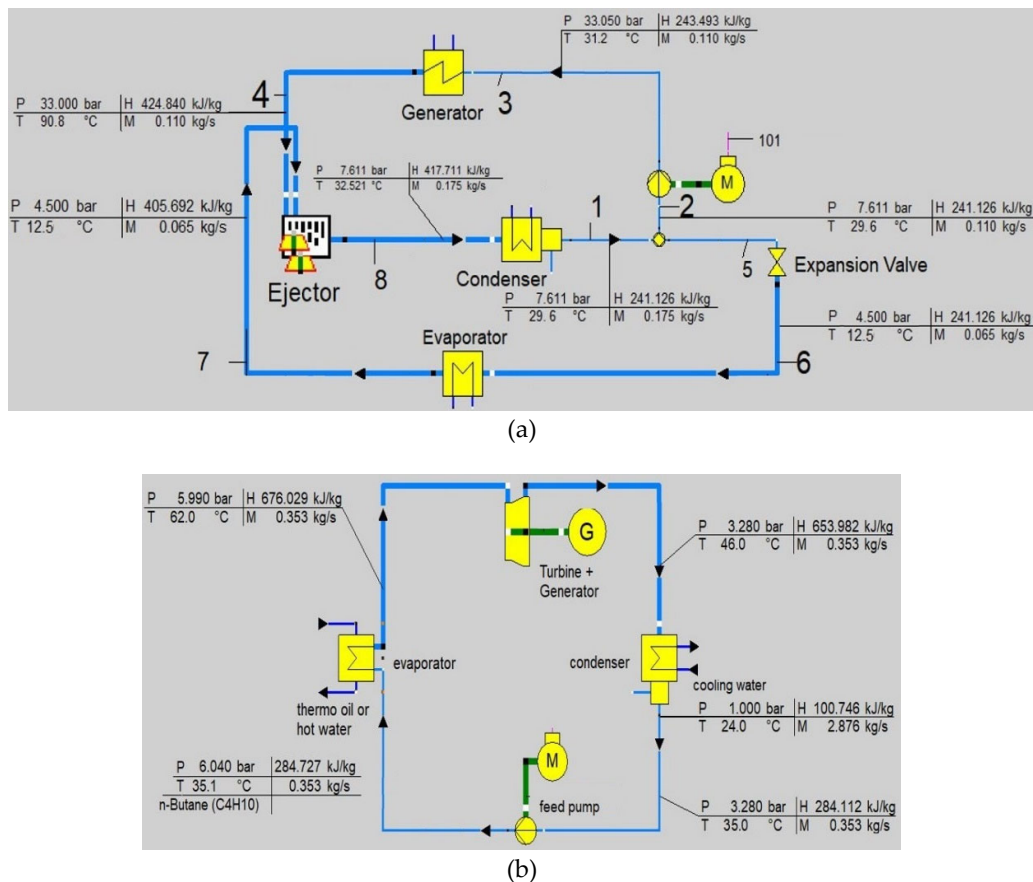 P 33.050 bar H 243.493 kJ/kg
T 31.2 °C M 0.110 kg/s
4
Generator
3
P 33.000 bar H 424.840 kJ/kg
T 90.8 °C M 0.110 kg/s
101
M
P 7.611 bar H 417.711 kJ/kg
T 32.521 °C M 0.175 kg/s
P 4.500 bar H 405.692 kJ/kg
T 12.5 °C M 0.065 kg/s
1
2
P 7.611 bar H 241.126 kJ/kg
T 29.6 °C M 0.110 kg/s
Ejector
8
Condenser
5
Expansion Valve
P 7.611 bar H 241.126 kJ/kg
T 29.6 °C M 0.175 kg/s
P 4.500 bar H 241.126 kJ/kg
T 12.5 °C M 0.065 kg/s
Evaporator
7
6
(a)
P 5.990 bar H 676.029 kJ/kg
T 62.0 °C M 0.353 kg/s
G
Turbine +
Generator
P 3.280 bar H 653.982 kJ/kg
T 46.0 °C M 0.353 kg/s
evaporator
condenser
cooling water
thermo oil or
hot water
P 1.000 bar H 100.746 kJ/kg
T 24.0 °C M 2.876 kg/s
P 6.040 bar 284.727 kJ/kg
T 35.1 °C 0.353 kg/s
n-Butane (C4H10)
M
feed pump
P 3.280 bar H 284.112 kJ/kg
T 35.0 °C M 0.353 kg/s
(b)